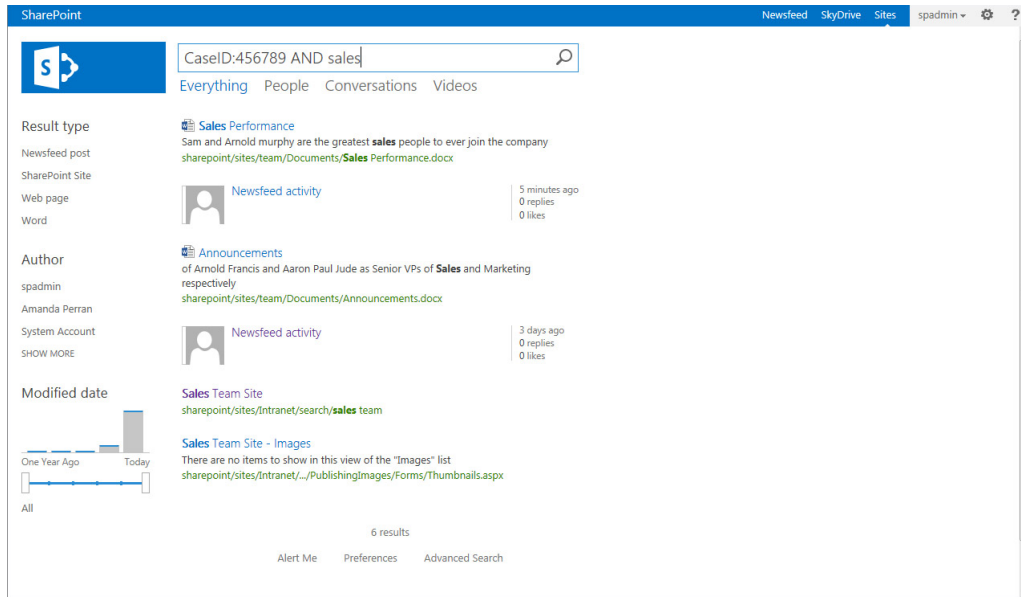 SharePoint
Newsfeed SkyDrive Sites spadmin ?
S
CaseID:456789 AND sales
Everything People Conversations Videos
Result type
Newsfeed post
SharePoint Site
Web page
Word
Author
spadmin
Amanda Perran
System Account
SHOW MORE
Modified date
One Year Ago Today
All
Sales Performance
Sam and Arnold murphy are the greatest sales people to ever join the company
sharepoint/sites/team/Documents/Sales Performance.docx
Newsfeed activity
5 minutes ago
0 replies
0 likes
Announcements
of Arnold Francis and Aaron Paul Jude as Senior VPs of Sales and Marketing
respectively
sharepoint/sites/team/Documents/Announcements.docx
Newsfeed activity
3 days ago
0 replies
0 likes
Sales Team Site
sharepoint/sites/Intranet/search/sales team
Sales Team Site - Images
There are no items to show in this view of the "Images" list
sharepoint/sites/Intranet/.../PublishingImages/Forms/Thumbnails.aspx
6 results
Alert Me Preferences Advanced Search